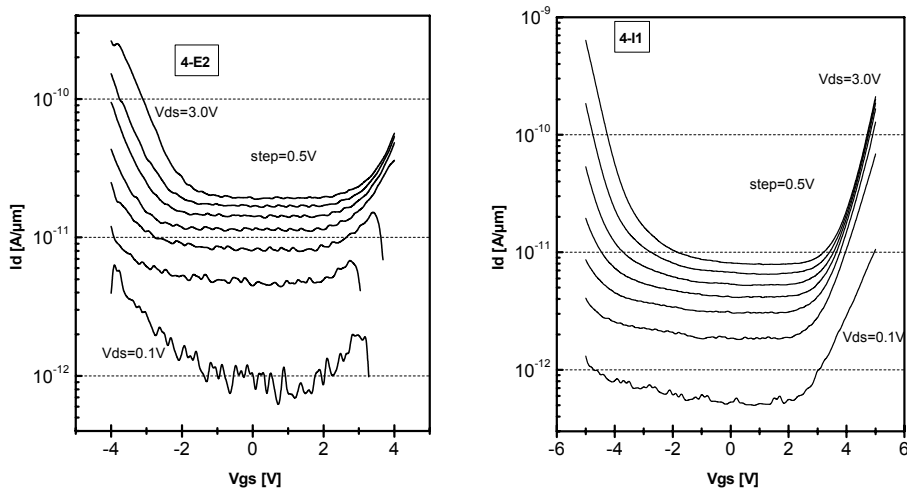 4-E2
10⁻¹⁰
Vds=3.0V
step=0.5V
10⁻¹¹
Vds=0.1V
10⁻¹²
Id [A/μm]
-4 -2 0 2 4
Vgs [V]
10⁻⁹
4-I1
Vds=3.0V
10⁻¹⁰
step=0.5V
10⁻¹¹
Vds=0.1V
10⁻¹²
Id [A/μm]
-6 -4 -2 0 2 4 6
Vgs [V]